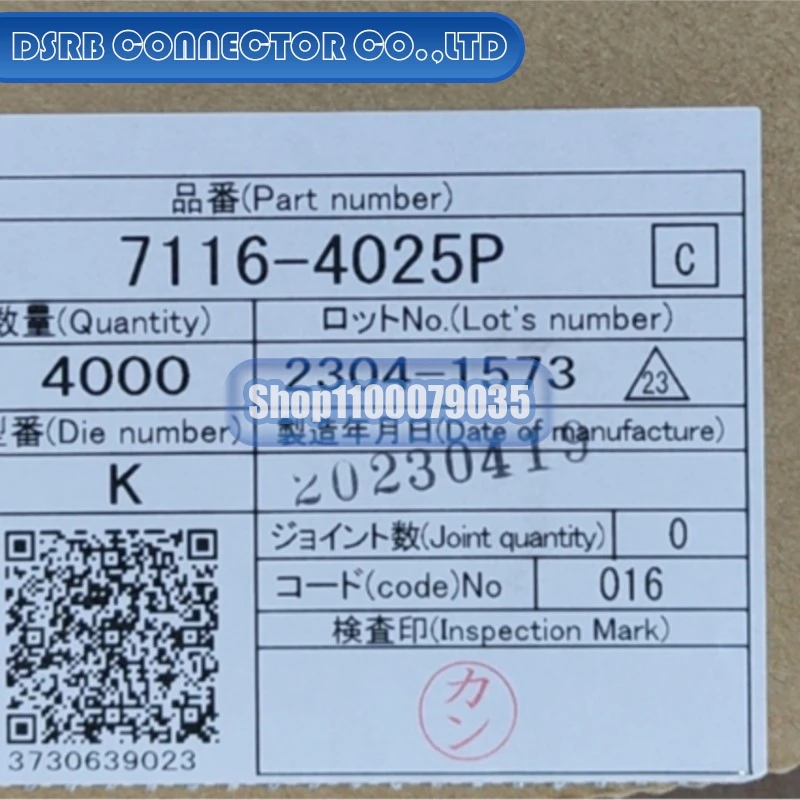 DSRB CONNECTOR CO.,LTD
品番(Part number)
7116-4025P
C
数量(Quantity)
ロットNo.(Lot's number)
4000
2304-1573
23
Shop1100079035
型番(Die number)
製造年月日(Date of manufacture)
K
20230419
ジョイント数(Joint quantity)
0
コード(code)No
016
検査印(Inspection Mark)
カン
3730639023